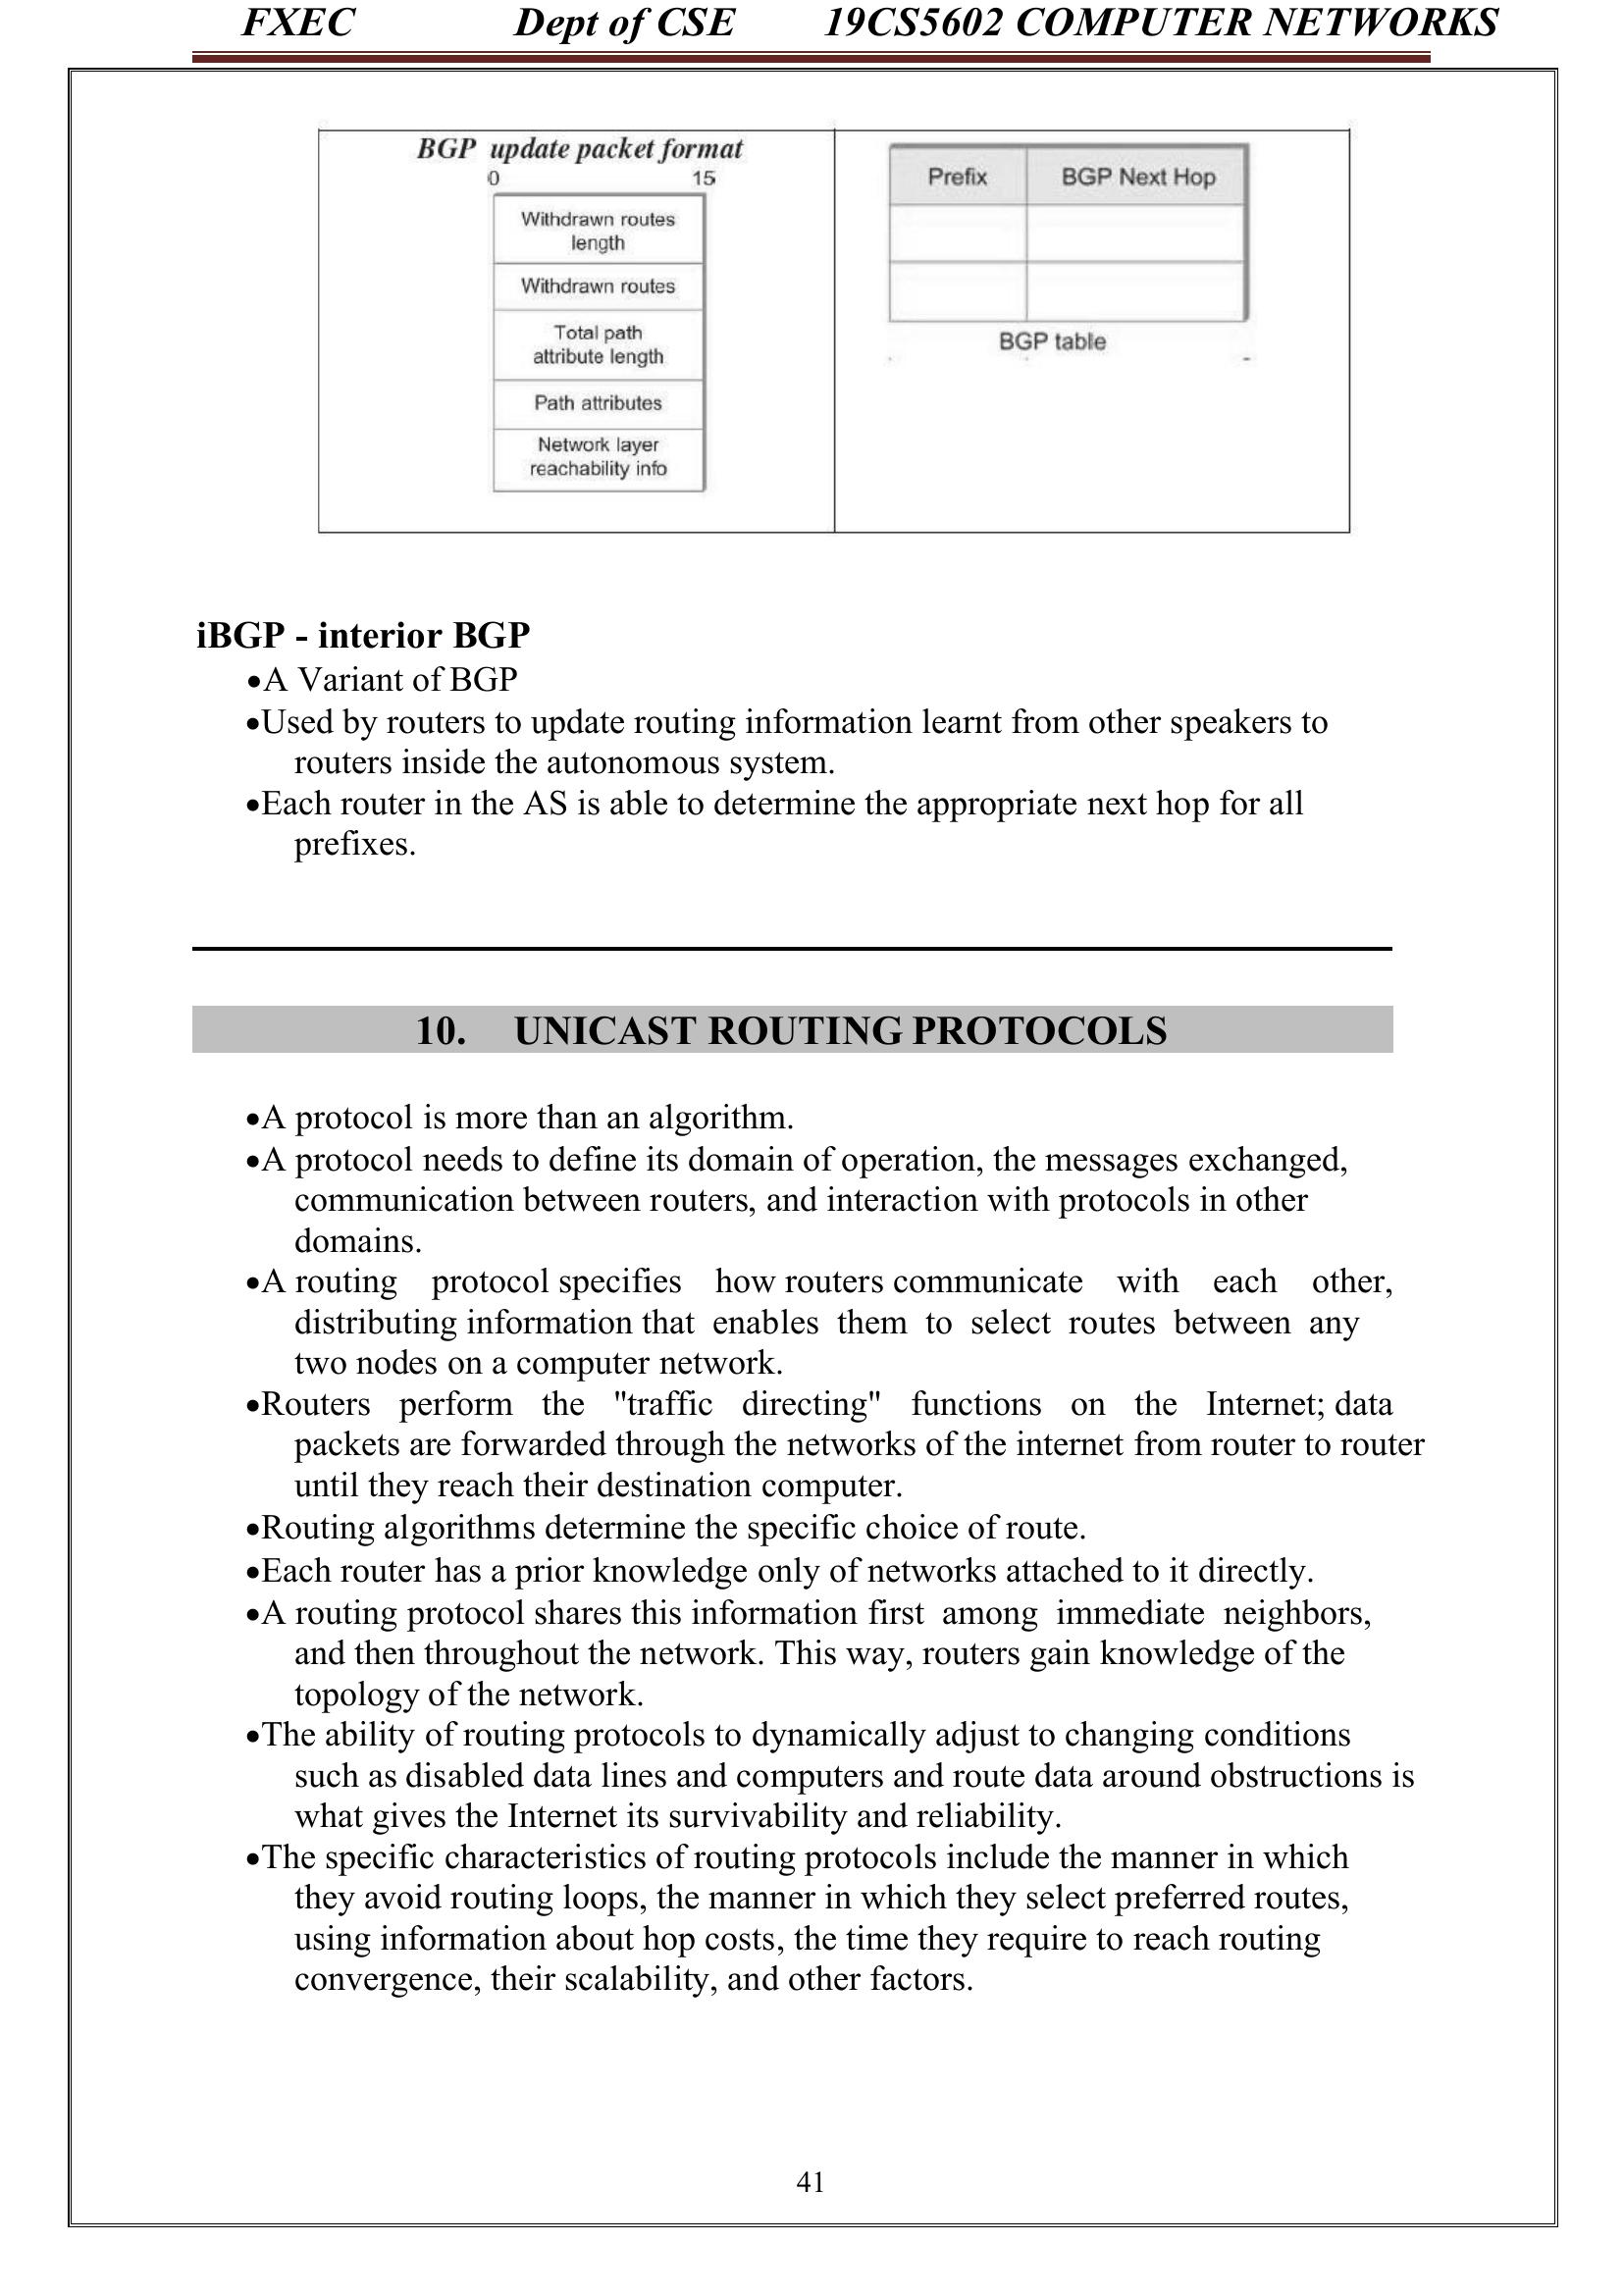 FXEC Dept of CSE 19CS5602 COMPUTER NETWORKS
BGP update packet format
0 15
Withdrawn routes
length
Withdrawn routes
Total path
attribute length
Path attributes
Network layer
reachability info
Prefix BGP Next Hop
BGP table
iBGP - interior BGP
•A Variant of BGP
•Used by routers to update routing information learnt from other speakers to
routers inside the autonomous system.
•Each router in the AS is able to determine the appropriate next hop for all
prefixes.
10. UNICAST ROUTING PROTOCOLS
•A protocol is more than an algorithm.
•A protocol needs to define its domain of operation, the messages exchanged,
communication between routers, and interaction with protocols in other
domains.
•A routing protocol specifies how routers communicate with each other,
distributing information that enables them to select routes between any
two nodes on a computer network.
•Routers perform the "traffic directing" functions on the Internet; data
packets are forwarded through the networks of the internet from router to router
until they reach their destination computer.
•Routing algorithms determine the specific choice of route.
•Each router has a prior knowledge only of networks attached to it directly.
•A routing protocol shares this information first among immediate neighbors,
and then throughout the network. This way, routers gain knowledge of the
topology of the network.
•The ability of routing protocols to dynamically adjust to changing conditions
such as disabled data lines and computers and route data around obstructions is
what gives the Internet its survivability and reliability.
•The specific characteristics of routing protocols include the manner in which
they avoid routing loops, the manner in which they select preferred routes,
using information about hop costs, the time they require to reach routing
convergence, their scalability, and other factors.
41